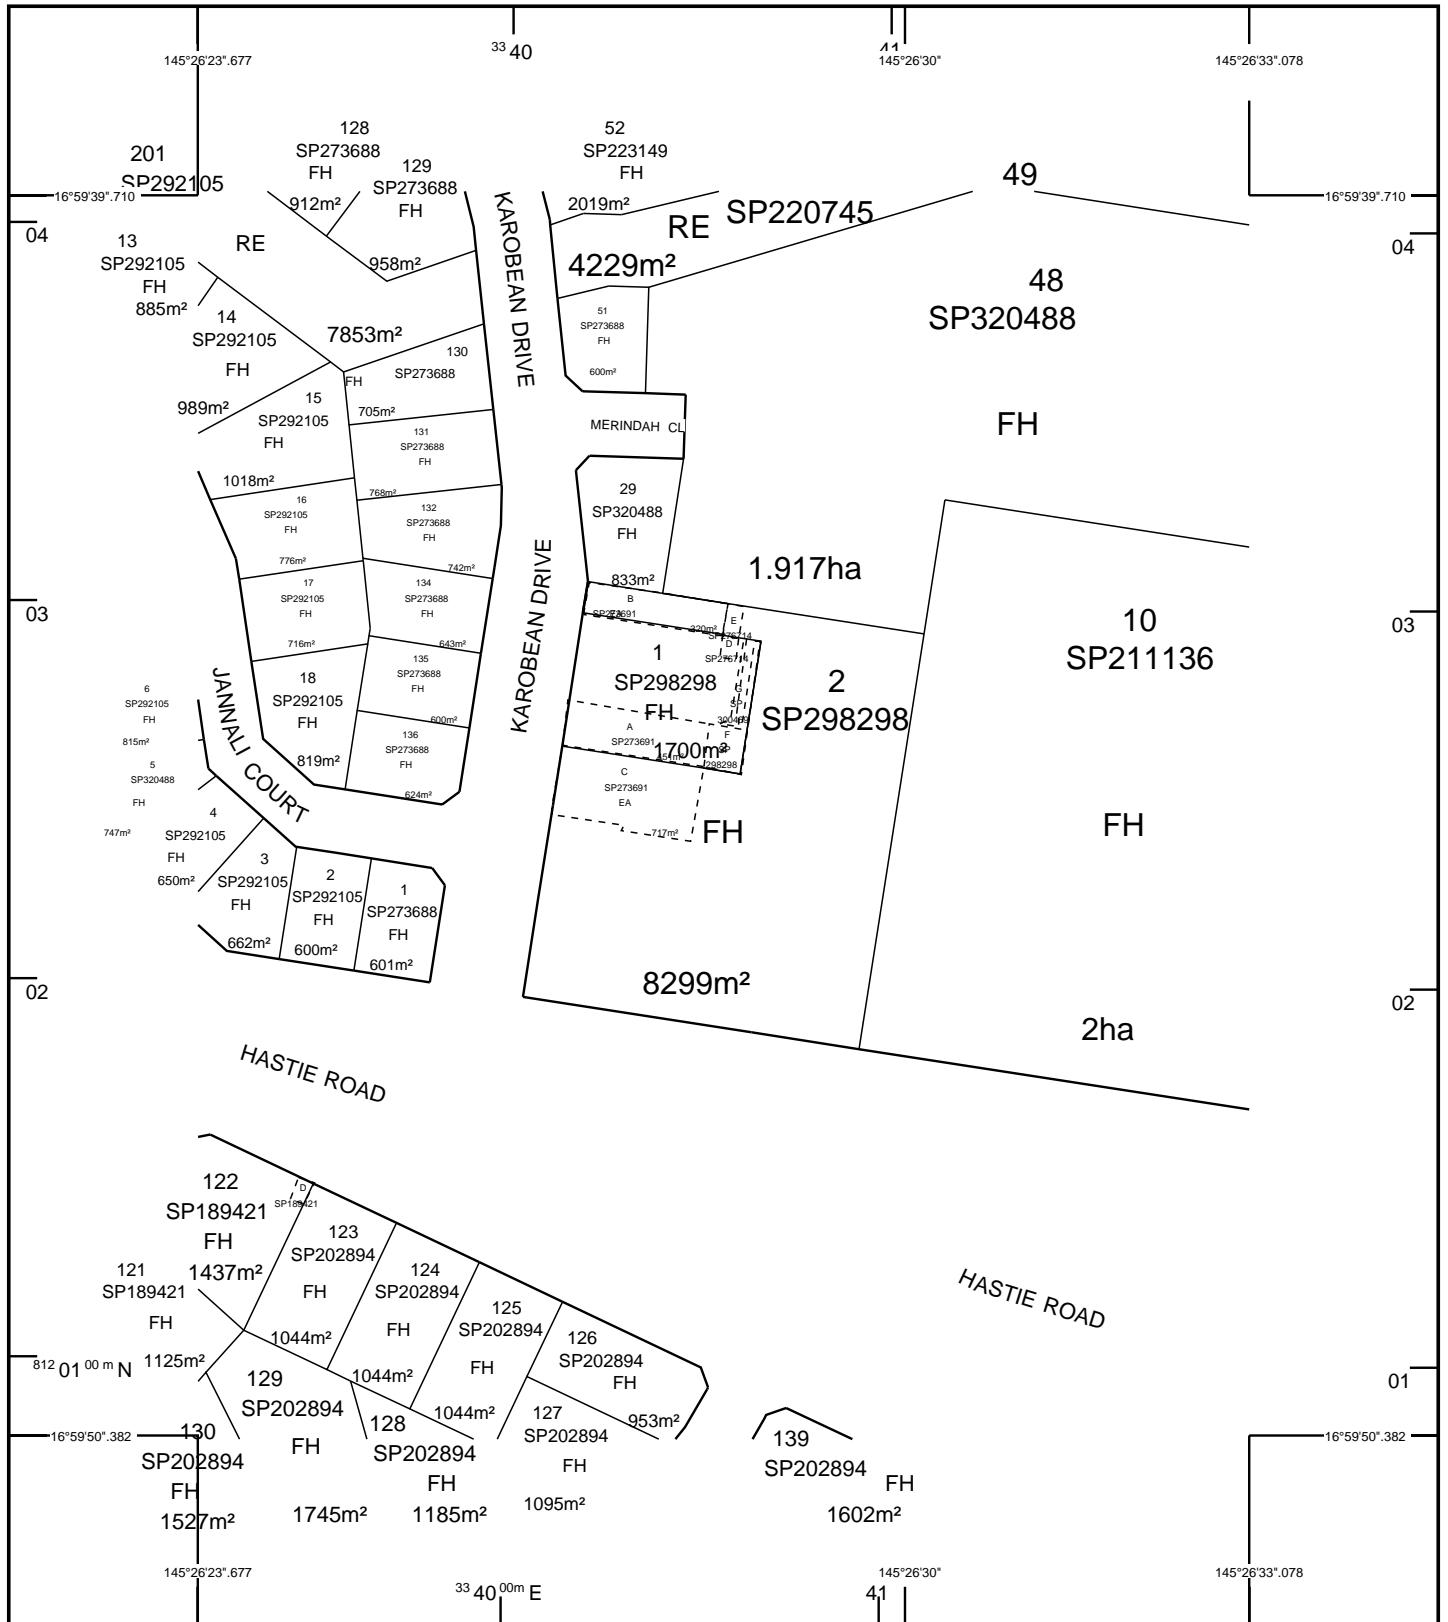 33 40
41
145°26'23".677
145°26'30"
145°26'33".078
128
SP273688
FH
912m²
129
SP273688
FH
958m²
52
SP223149
FH
2019m²
201
SP292105
49
16°59'39".710
16°59'39".710
04
04
RE
7853m²
RE
SP220745
4229m²
KAROBEAN DRIVE
13
SP292105
FH
885m²
14
SP292105
FH
989m²
48
SP320488
FH
1.917ha
51
SP273688
FH
600m²
130
SP273688
FH
705m²
15
SP292105
FH
1018m²
131
SP273688
FH
768m²
MERINDAH CL
16
SP292105
FH
776m²
132
SP273688
FH
742m²
29
SP320488
FH
833m²
KAROBEAN DRIVE
17
SP292105
FH
716m²
134
SP273688
FH
643m²
03
03
B
SP273691
EA
320m²
E
SP276714
D
SP276714
10
SP211136
FH
2ha
1
SP298298
FH
1700m²
2
SP298298
FH
8299m²
18
SP292105
FH
819m²
135
SP273688
FH
600m²
G
SP
300469
F
SP
298298
A
SP273691
451m²
136
SP273688
FH
624m²
C
SP273691
EA
717m²
JANNALI COURT
6
SP292105
FH
815m²
5
SP320488
FH
747m²
4
SP292105
FH
650m²
3
SP292105
FH
662m²
2
SP292105
FH
600m²
1
SP273688
FH
601m²
02
02
HASTIE ROAD
122
SP189421
FH
1437m²
D
SP189421
123
SP202894
FH
1044m²
124
SP202894
FH
1044m²
125
SP202894
FH
1044m²
126
SP202894
FH
953m²
HASTIE ROAD
121
SP189421
FH
1125m²
812 01 00 m N
01
129
SP202894
FH
1745m²
128
SP202894
FH
1185m²
127
SP202894
FH
1095m²
139
SP202894
FH
1602m²
16°59'50".382
16°59'50".382
130
SP202894
FH
1527m²
145°26'23".677
145°26'30"
145°26'33".078
33 40 00m E
41